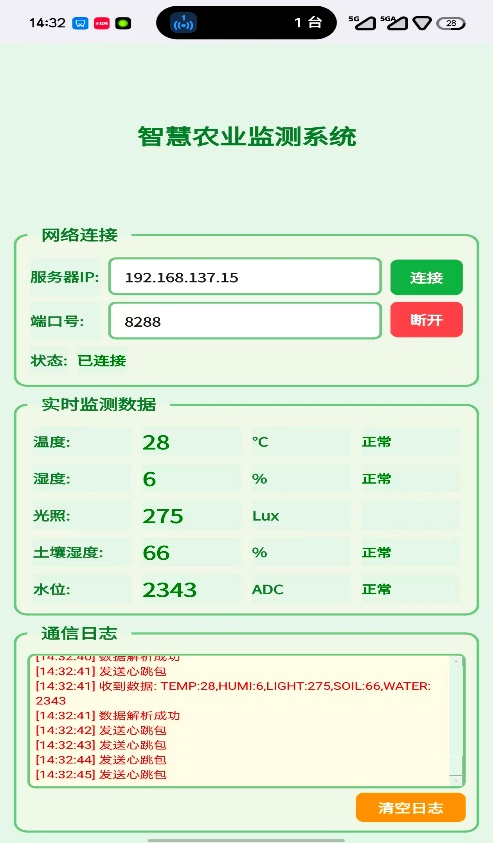 14:32
1
1 台
5G
5GA
28
智慧农业监测系统
网络连接
服务器IP: 192.168.137.15 连接
端口号: 8288 断开
状态: 已连接
实时监测数据
温度: 28 °C 正常
湿度: 6 % 正常
光照: 275 Lux
土壤湿度: 66 % 正常
水位: 2343 ADC 正常
通信日志
[14:32:40] 数据解析成功
[14:32:41] 发送心跳包
[14:32:41] 收到数据: TEMP:28,HUMI:6,LIGHT:275,SOIL:66,WATER:
2343
[14:32:41] 数据解析成功
[14:32:42] 发送心跳包
[14:32:43] 发送心跳包
[14:32:44] 发送心跳包
[14:32:45] 发送心跳包
清空日志